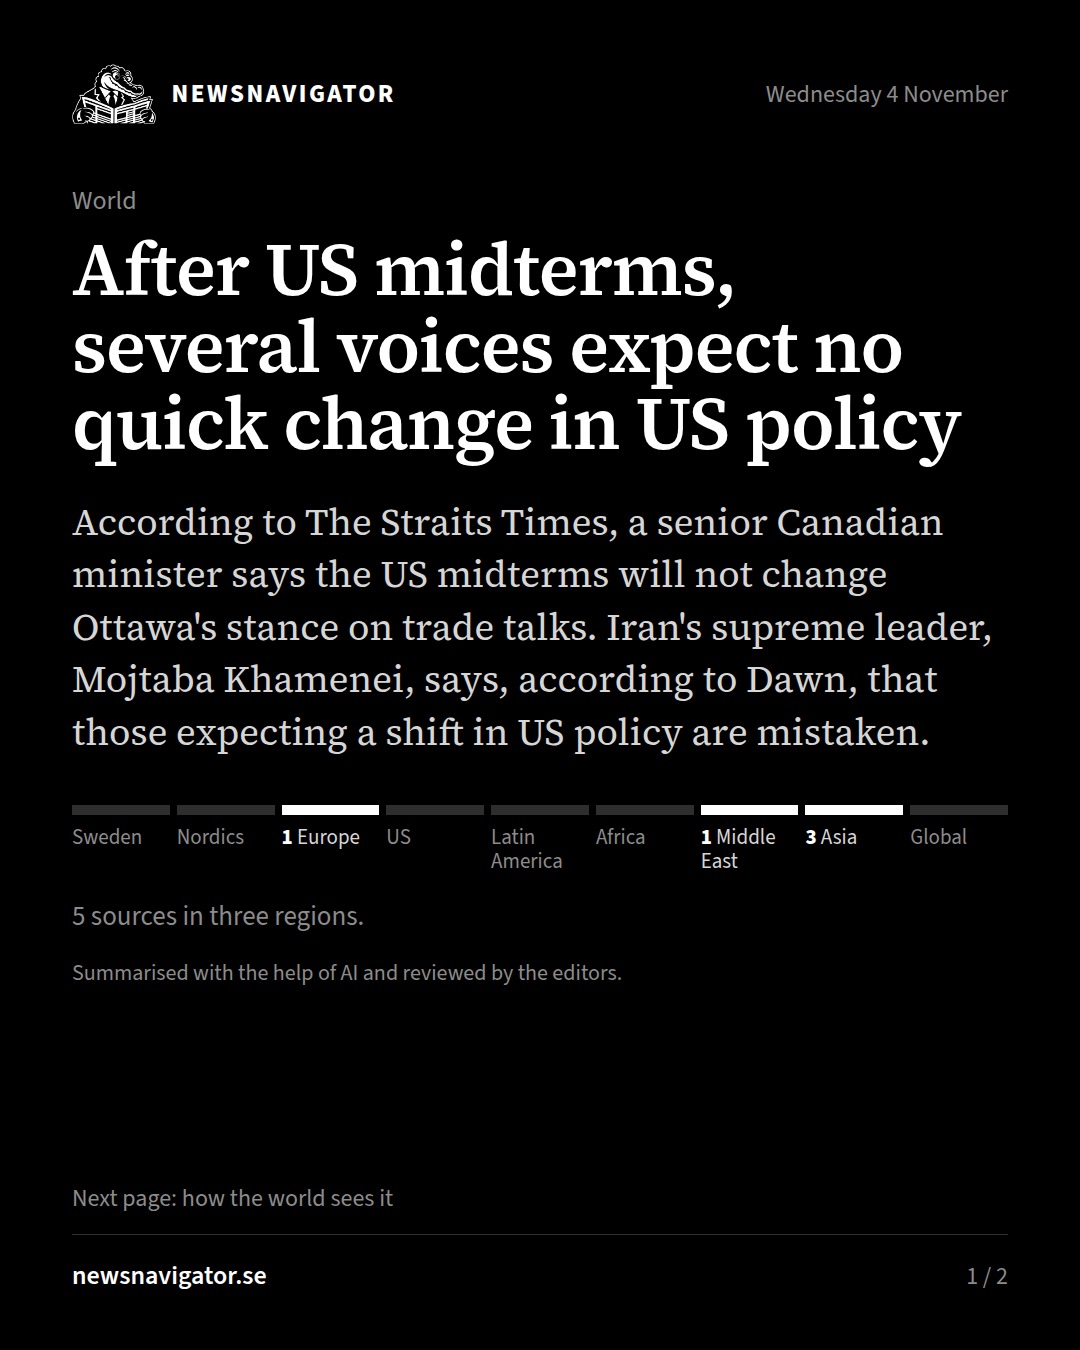 NEWSNAVIGATOR
Wednesday 4 November
World
After US midterms,
several voices expect no
quick change in US policy
According to The Straits Times, a senior Canadian
minister says the US midterms will not change
Ottawa's stance on trade talks. Iran's supreme leader,
Mojtaba Khamenei, says, according to Dawn, that
those expecting a shift in US policy are mistaken.
Sweden
Nordics
1 Europe
US
Latin
America
Africa
1 Middle
East
3 Asia
Global
5 sources in three regions.
Summarised with the help of AI and reviewed by the editors.
Next page: how the world sees it
newsnavigator.se
1 / 2